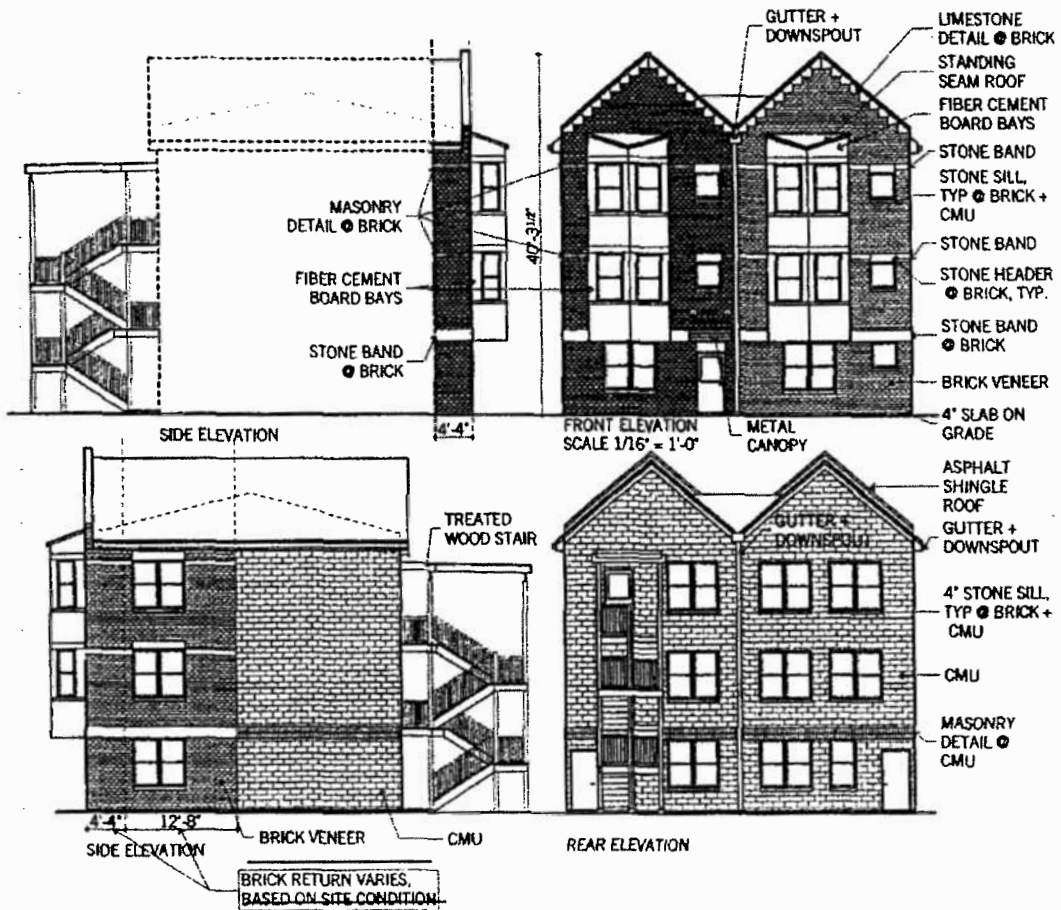 GUTTER +
DOWNSPOUT
LIMESTONE
DETAIL @ BRICK
STANDING
SEAM ROOF
FIBER CEMENT
BOARD BAYS
STONE BAND
STONE SILL,
TYP @ BRICK +
CMU
STONE BAND
STONE HEADER
@ BRICK, TYP.
STONE BAND
@ BRICK
BRICK VENEER
4" SLAB ON
GRADE
MASONRY
DETAIL @ BRICK
FIBER CEMENT
BOARD BAYS
STONE BAND
@ BRICK
40'-3 1/2"
SIDE ELEVATION
4'-4"
FRONT ELEVATION
SCALE 1/16" = 1'-0"
METAL
CANOPY
TREATED
WOOD STAIR
GUTTER +
DOWNSPOUT
ASPHALT
SHINGLE
ROOF
GUTTER +
DOWNSPOUT
4" STONE SILL,
TYP @ BRICK +
CMU
CMU
MASONRY
DETAIL @
CMU
4'-4"
12'-8"
SIDE ELEVATION
BRICK VENEER
CMU
REAR ELEVATION
BRICK RETURN VARIES,
BASED ON SITE CONDITION